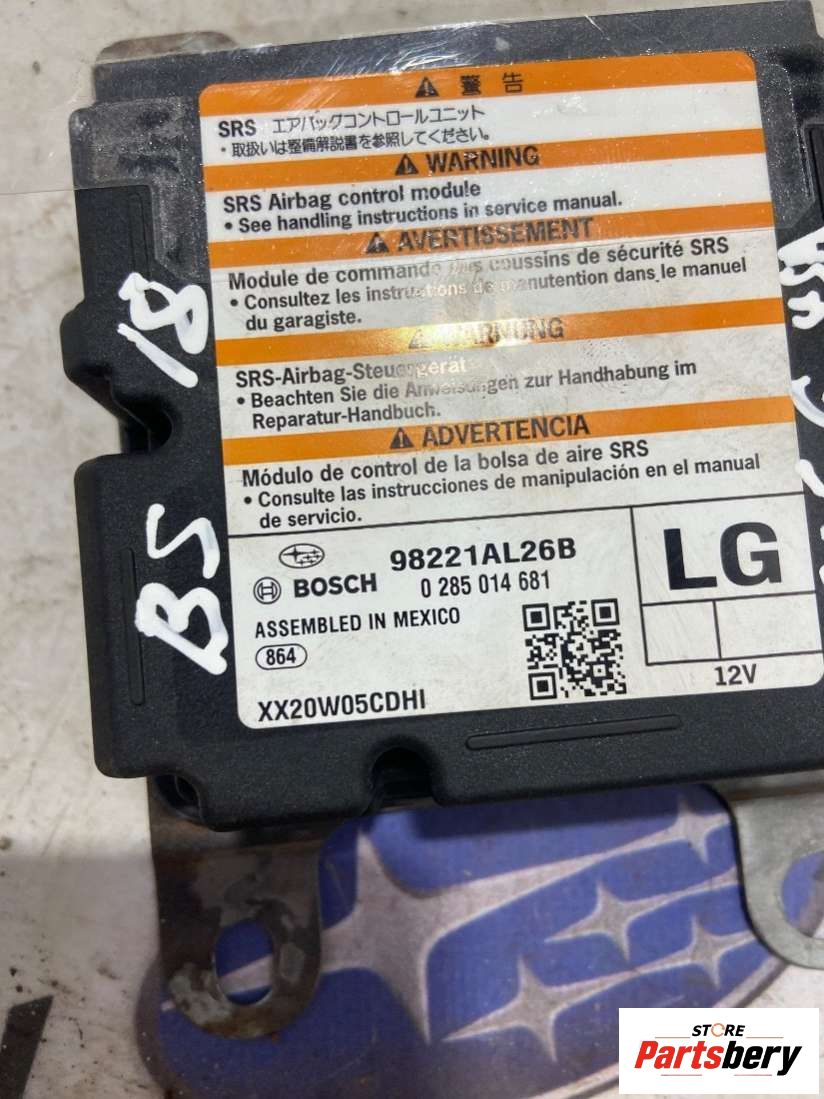 警告
SRS エアバッグコントロールユニット
・取扱いは整備解説書を参照してください。
WARNING
SRS Airbag control module
• See handling instructions in service manual.
AVERTISSEMENT
Module de commande des coussins de sécurité SRS
• Consultez les instructions de manutention dans le manuel
du garagiste.
WARNUNG
SRS-Airbag-Steuergerät
• Beachten Sie die Anweisungen zur Handhabung im
Reparatur-Handbuch.
ADVERTENCIA
Módulo de control de la bolsa de aire SRS
• Consulte las instrucciones de manipulación en el manual
de servicio.
98221AL26B
BOSCH 0 285 014 681
ASSEMBLED IN MEXICO
864
XX20W05CDHI
LG
12V
18
BS
STORE
Partsbery